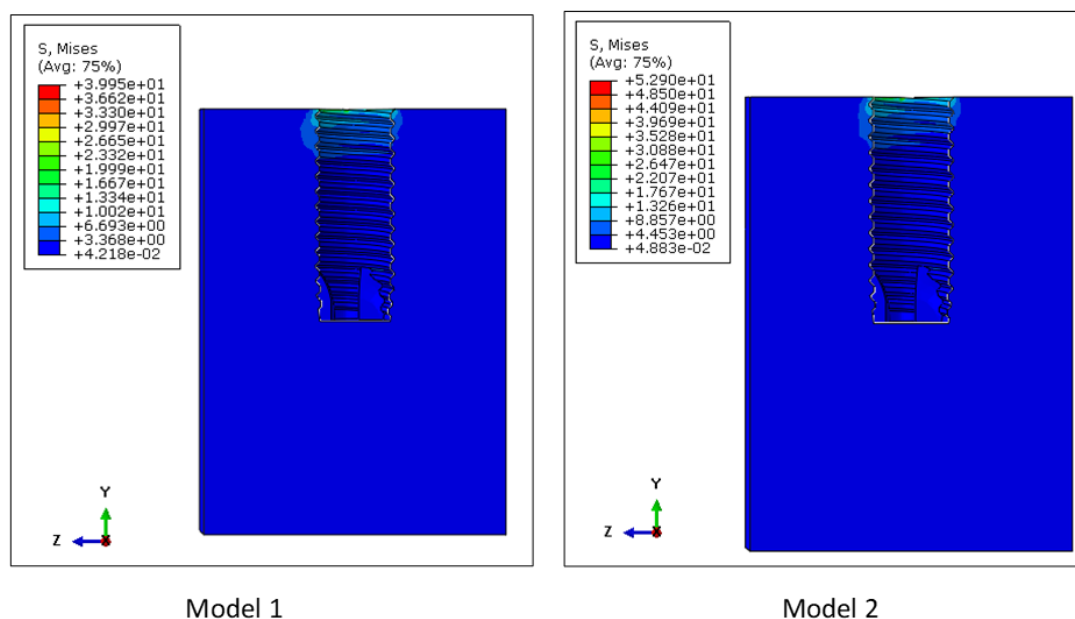 S, Mises
(Avg: 75%)
+3.995e+01
+3.662e+01
+3.330e+01
+2.997e+01
+2.665e+01
+2.332e+01
+1.999e+01
+1.667e+01
+1.334e+01
+1.002e+01
+6.693e+00
+3.368e+00
+4.218e-02
Y
Z
X
Model 1
S, Mises
(Avg: 75%)
+5.290e+01
+4.850e+01
+4.409e+01
+3.969e+01
+3.528e+01
+3.088e+01
+2.647e+01
+2.207e+01
+1.767e+01
+1.326e+01
+8.857e+00
+4.453e+00
+4.883e-02
Y
Z
X
Model 2